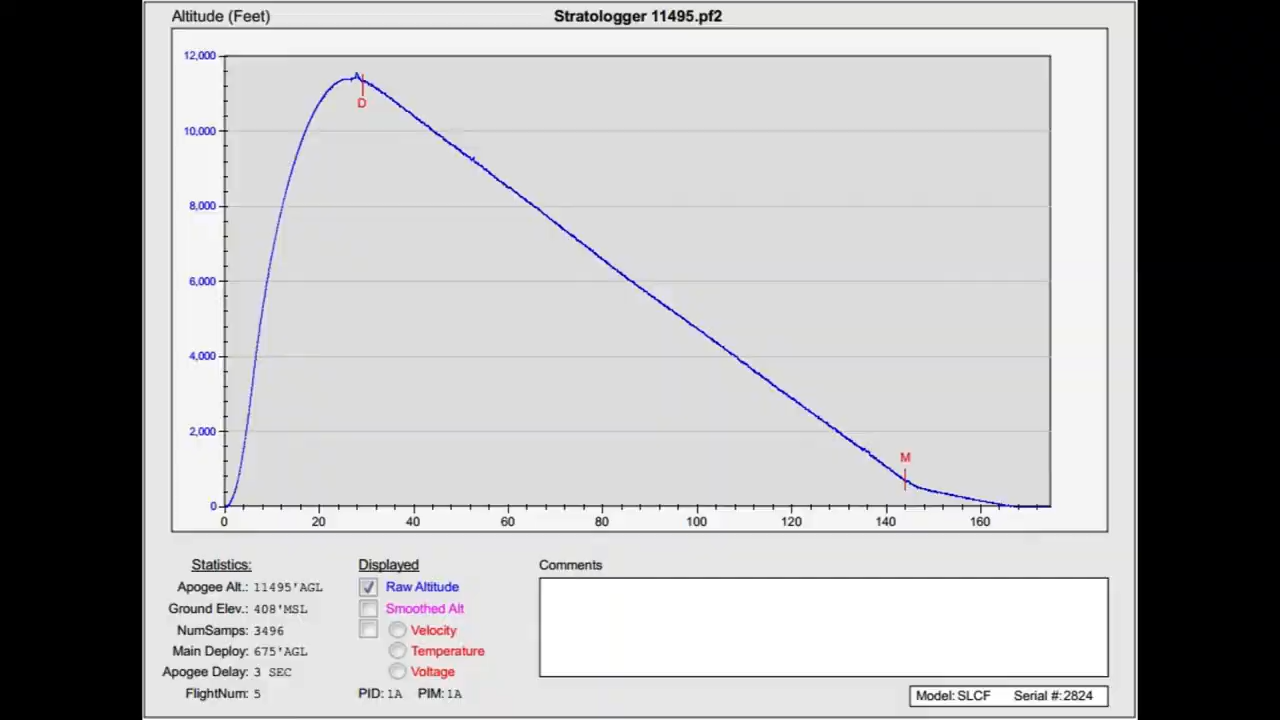 Altitude (Feet)
Stratologger 11495.pf2
12,000
10,000
8,000
6,000
4,000
2,000
0
D
M
0 20 40 60 80 100 120 140 160
Statistics:
Apogee Alt.: 11495'AGL
Ground Elev.: 408'MSL
NumSamps: 3496
Main Deploy: 675'AGL
Apogee Delay: 3 SEC
FlightNum: 5
Displayed
Raw Altitude
Smoothed Alt
Velocity
Temperature
Voltage
PID: 1A PIM: 1A
Comments
Model: SLCF Serial #: 2824